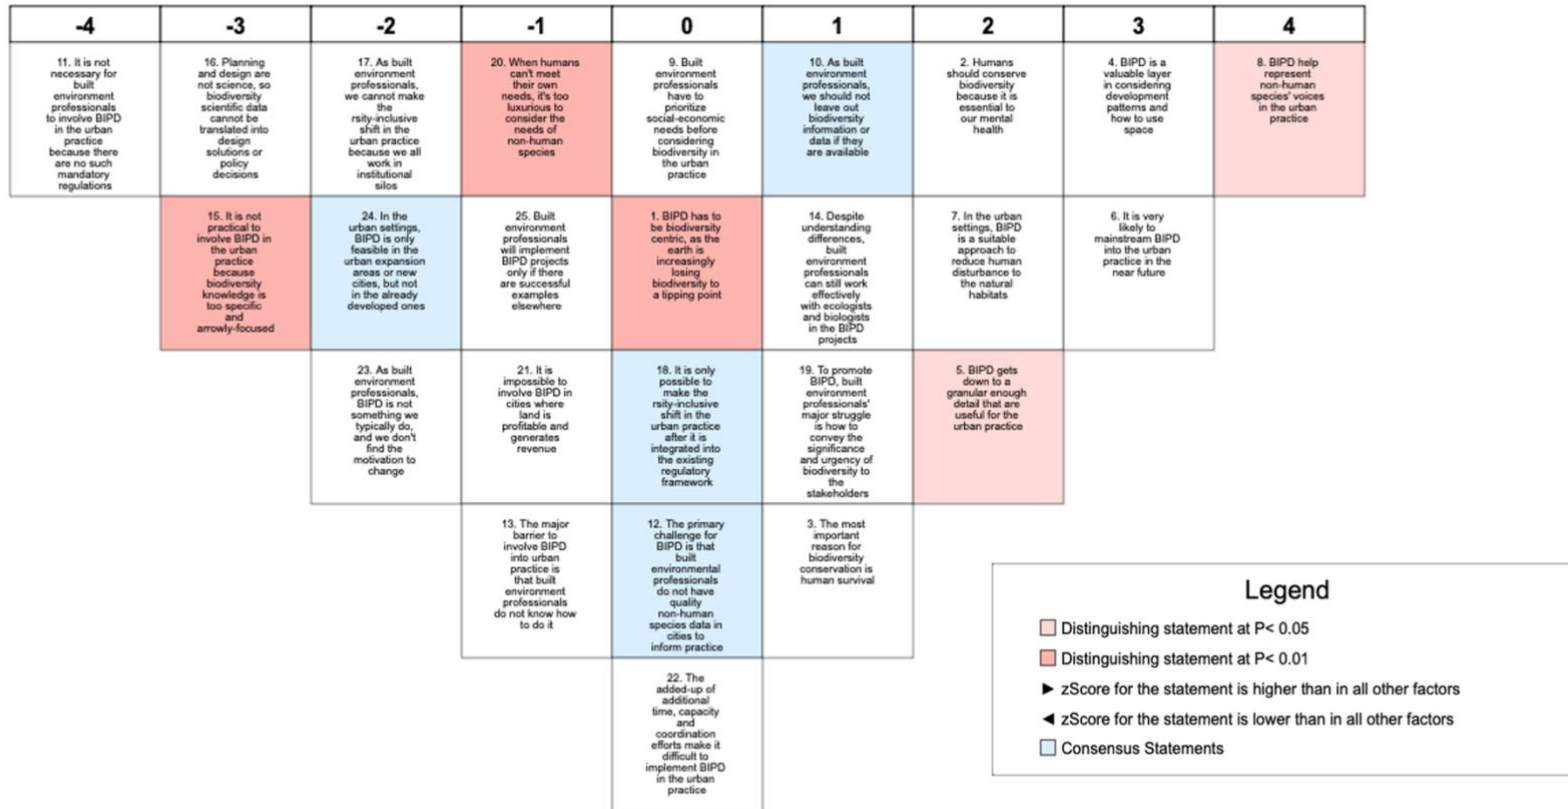 -4
-3
-2
-1
0
1
2
3
4
11. It is not
necessary for
built
environment
professionals
to involve BIPD
in the urban
practice
because there
are no such
mandatory
regulations
16. Planning
and design are
not science, so
biodiversity
scientific data
cannot be
translated into
design
solutions or
policy
decisions
17. As built
environment
professionals,
we cannot make
the
rsity-inclusive
shift in the
urban practice
because we all
work in
institutional
silos
20. When humans
can't meet
their own
needs, it's too
luxurious to
consider the
needs of
non-human
species
9. Built
environment
professionals
have to
prioritize
social-economic
needs before
considering
biodiversity in
the urban
practice
10. As built
environment
professionals,
we should not
leave out
biodiversity
information or
data if they
are available
2. Humans
should conserve
biodiversity
because it is
essential to
our mental
health
4. BIPD is a
valuable layer
in considering
development
patterns and
how to use
space
8. BIPD help
represent
non-human
species' voices
in the urban
practice
15. It is not
practical to
involve BIPD in
the urban
practice
because
biodiversity
knowledge is
too specific
and
arrowly-focused
24. In the
urban settings,
BIPD is only
feasible in the
urban expansion
areas or new
cities, but not
in the already
developed ones
25. Built
environment
professionals
will implement
BIPD projects
only if there
are successful
examples
elsewhere
1. BIPD has to
be biodiversity
centric, as the
earth is
increasingly
losing
biodiversity to
a tipping point
14. Despite
understanding
differences,
built
environment
professionals
can still work
effectively
with ecologists
and biologists
in the BIPD
projects
7. In the urban
settings, BIPD
is a suitable
approach to
reduce human
disturbance to
the natural
habitats
6. It is very
likely to
mainstream BIPD
into the urban
practice in the
near future
23. As built
environment
professionals,
BIPD is not
something we
typically do,
and we don't
find the
motivation to
change
21. It is
impossible to
involve BIPD in
cities where
land is
profitable and
generates
revenue
18. It is only
possible to
make the
rsity-inclusive
shift in the
urban practice
after it is
integrated into
the existing
regulatory
framework
19. To promote
BIPD, built
environment
professionals'
major struggle
is how to
convey the
significance
and urgency of
biodiversity to
the
stakeholders
5. BIPD gets
down to a
granular enough
detail that are
useful for the
urban practice
13. The major
barrier to
involve BIPD
into urban
practice is
that built
environment
professionals
do not know how
to do it
12. The primary
challenge for
BIPD is that
built
environmental
professionals
do not have
quality
non-human
species data in
cities to
inform practice
3. The most
important
reason for
biodiversity
conservation is
human survival
22. The
added-up of
additional
time, capacity
and
coordination
efforts make it
difficult to
implement BIPD
in the urban
practice
Legend
Distinguishing statement at P< 0.05
Distinguishing statement at P< 0.01
► zScore for the statement is higher than in all other factors
◄ zScore for the statement is lower than in all other factors
Consensus Statements